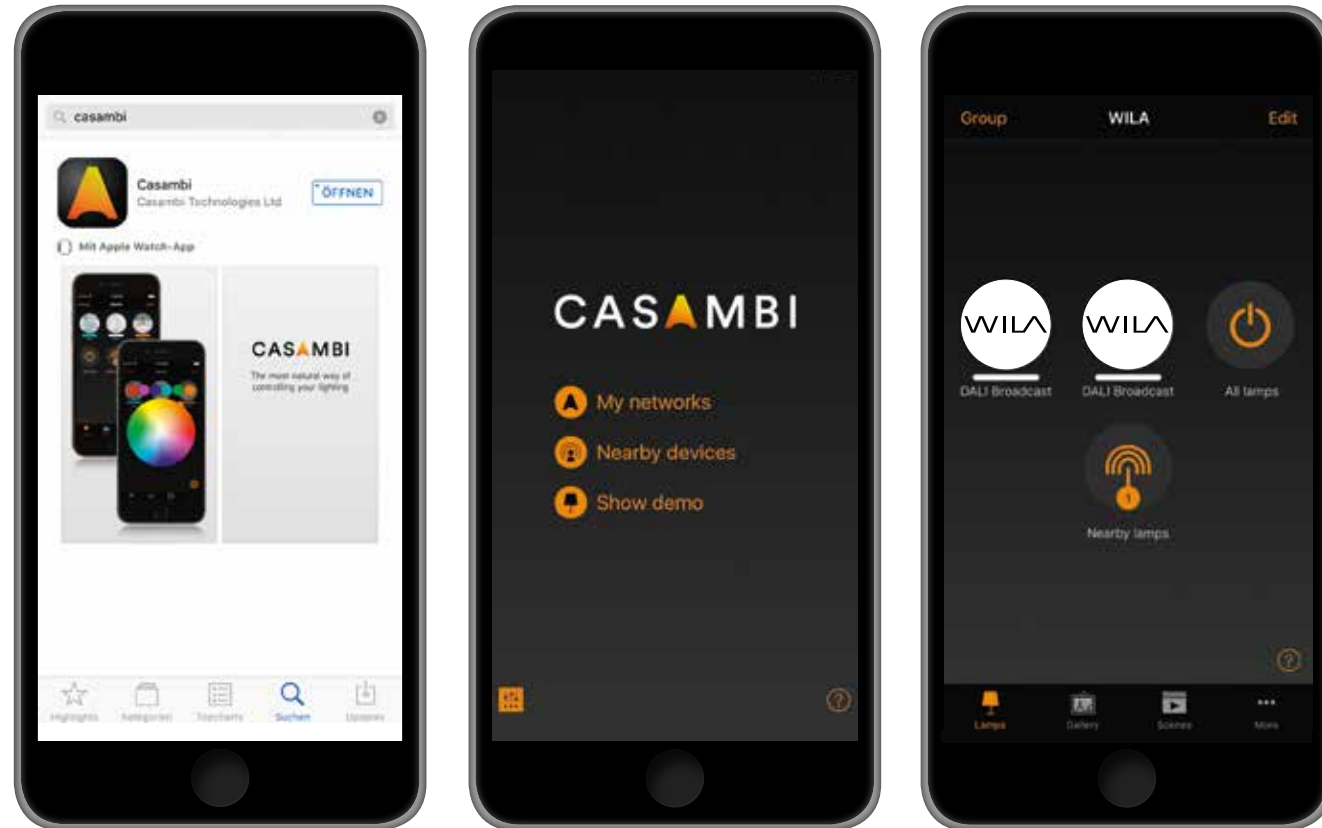 casambi
Casambi
Casambi Technologies Ltd
ÖFFNEN
Mit Apple Watch-App
CASAMBI
The most natural way of
controlling your lighting
Highlights
Kategorien
Topcharts
Suchen
Updates
CASAMBI
My networks
Nearby devices
Show demo
?
Group
WILA
Edit
WILA
WILA
DALI Broadcast
DALI Broadcast
All lamps
1
Nearby lamps
?
Lamps
Gallery
Scenes
More